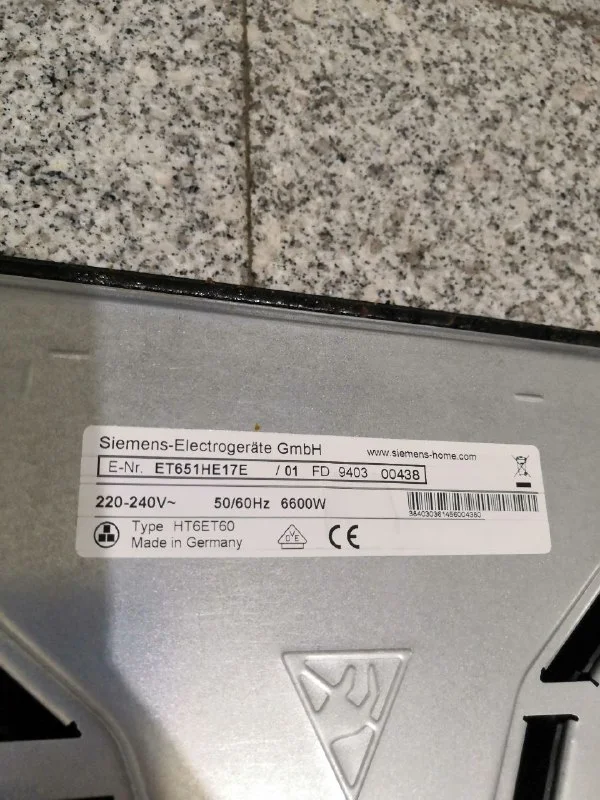 Siemens-Electrogeräte GmbH www.siemens-home.com
E-Nr. ET651HE17E /01 FD 9403 00438
220-240V~ 50/60Hz 6600W
Type HT6ET60
Made in Germany
VDE
CE